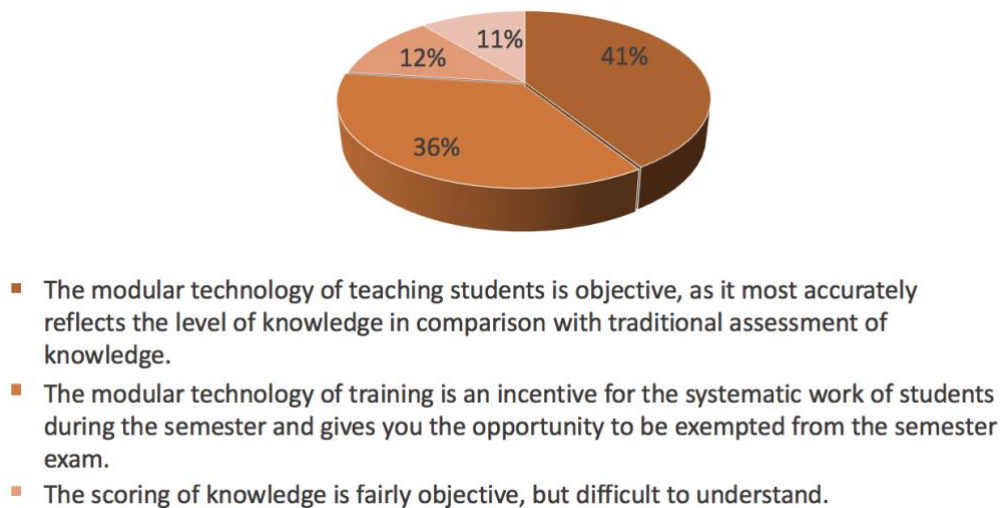 11%
41%
12%
36%
The modular technology of teaching students is objective, as it most accurately
reflects the level of knowledge in comparison with traditional assessment of
knowledge.
The modular technology of training is an incentive for the systematic work of students
during the semester and gives you the opportunity to be exempted from the semester
exam.
The scoring of knowledge is fairly objective, but difficult to understand.